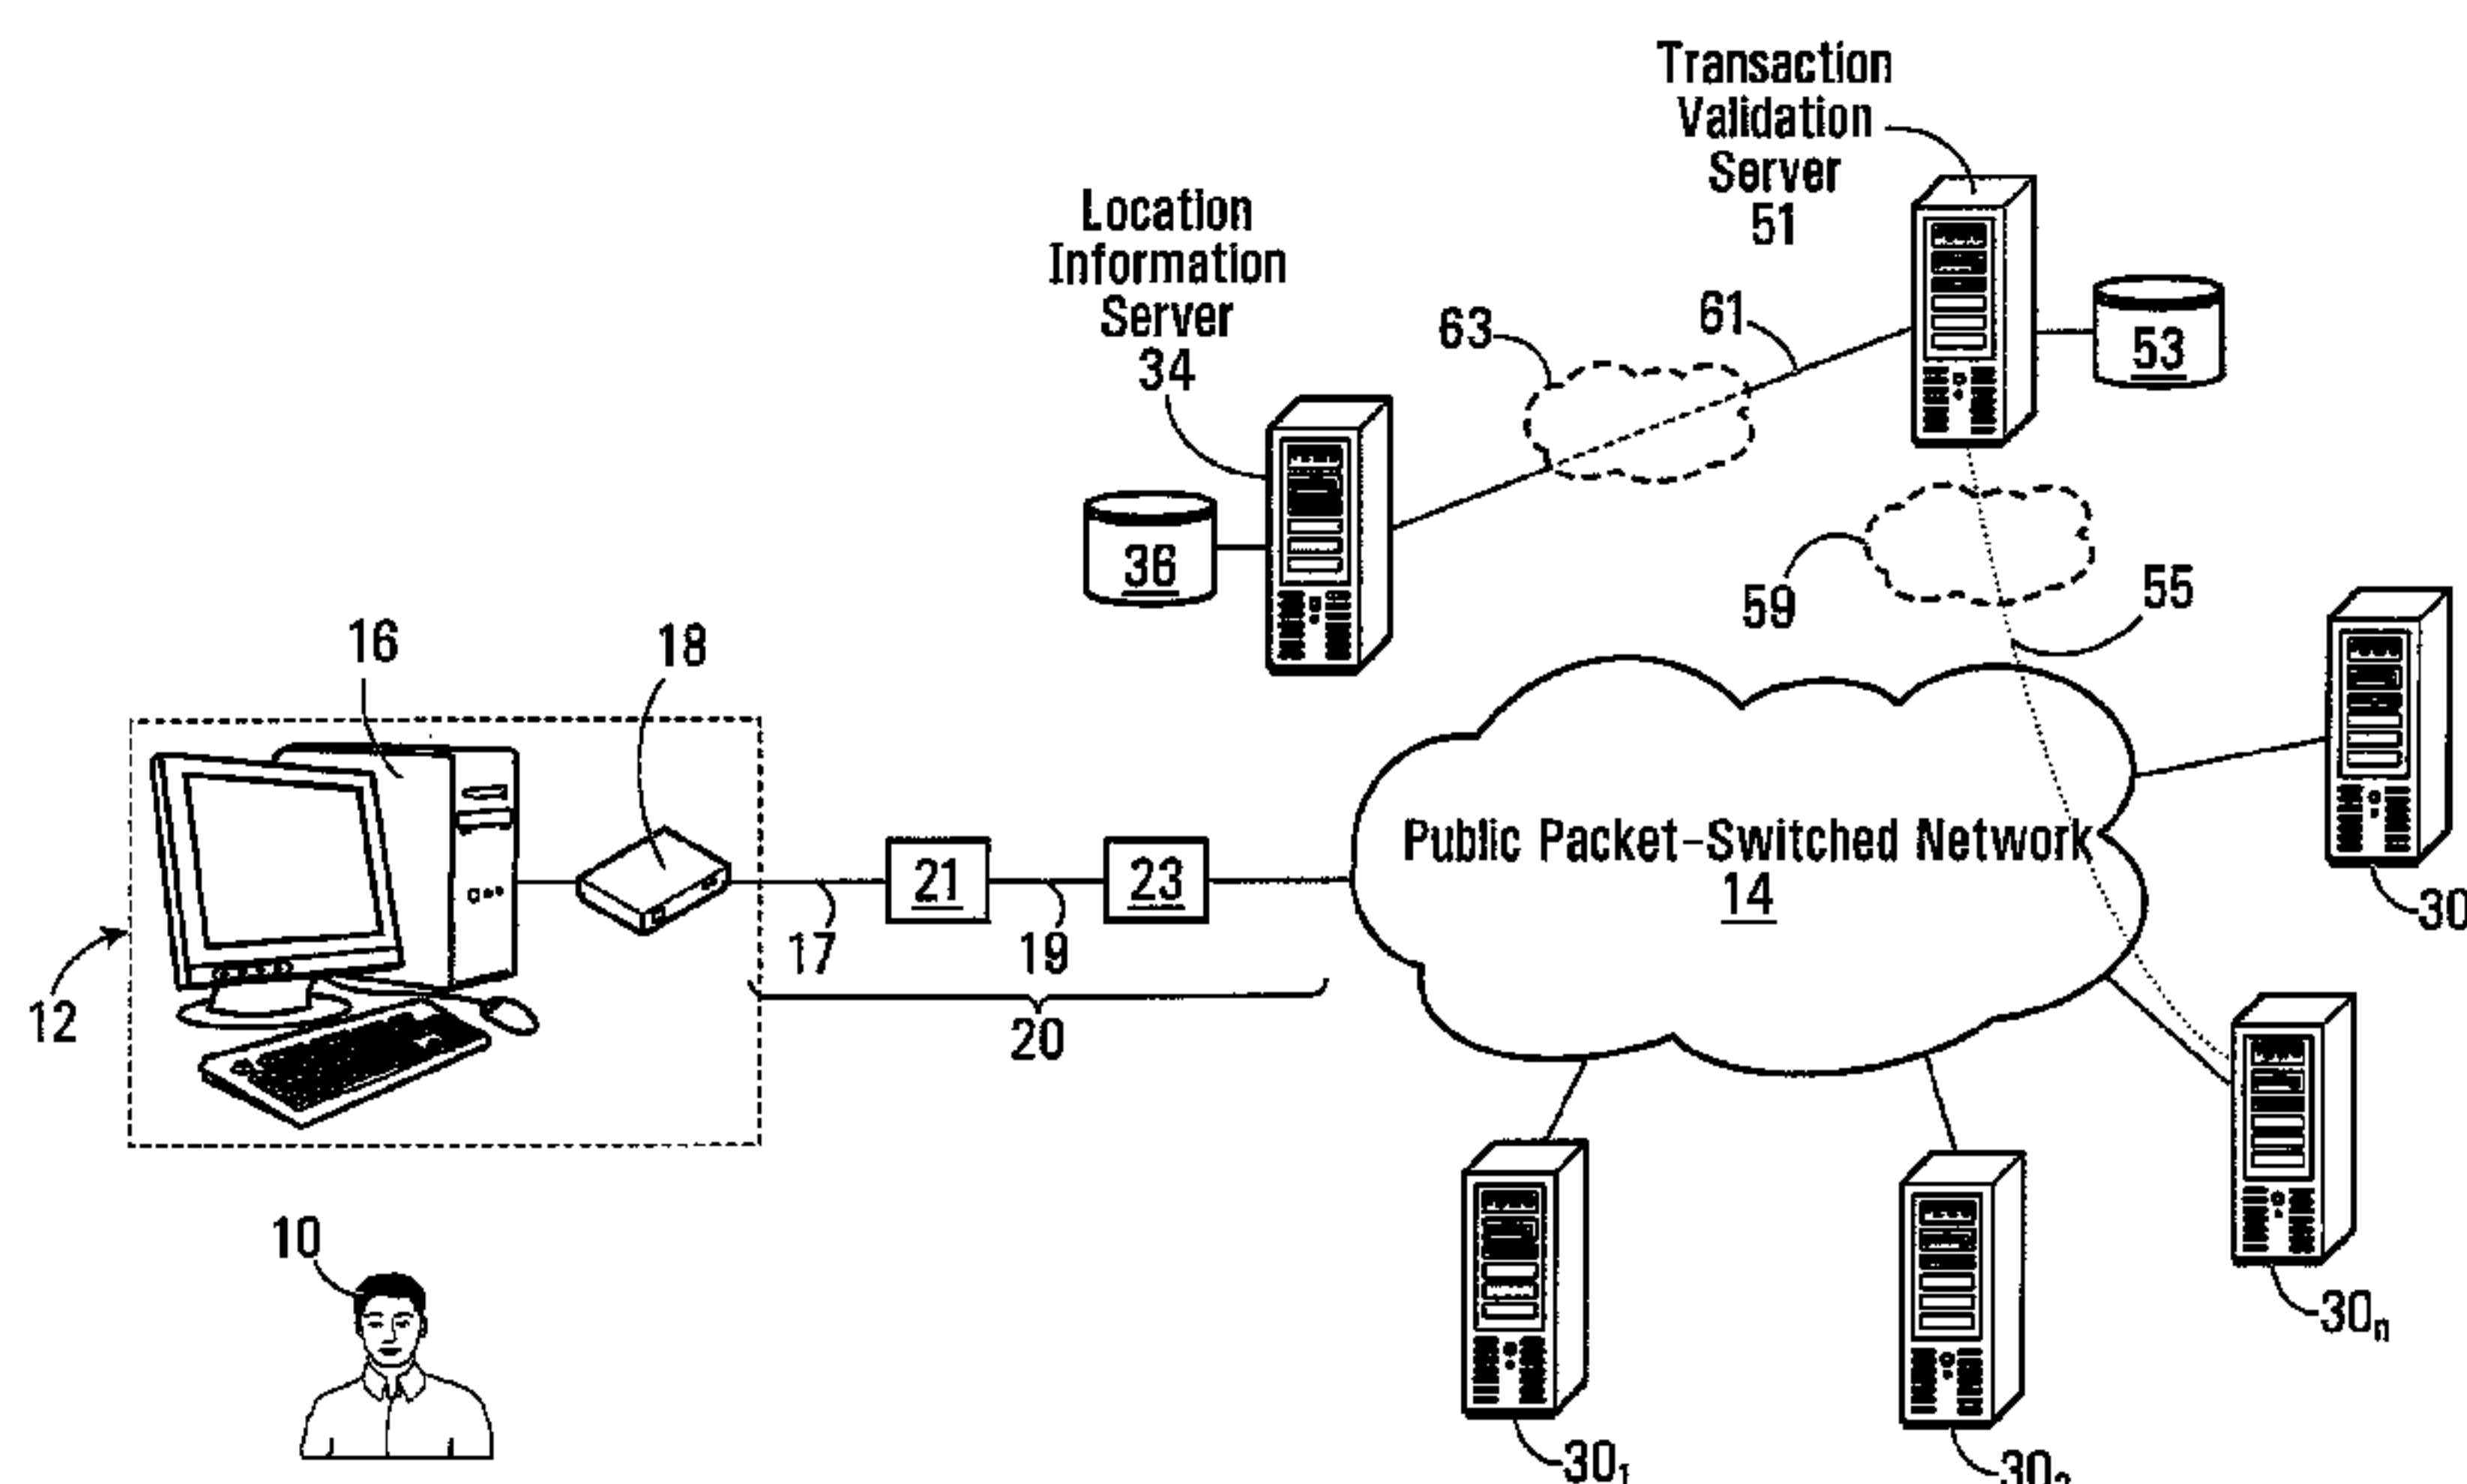 Transaction
Validation
Server
51
Location
Information
Server
34
63
61
53
36
59
55
16
18
Public Packet-Switched Network
14
21
23
30
17
19
12
20
10
30n
301